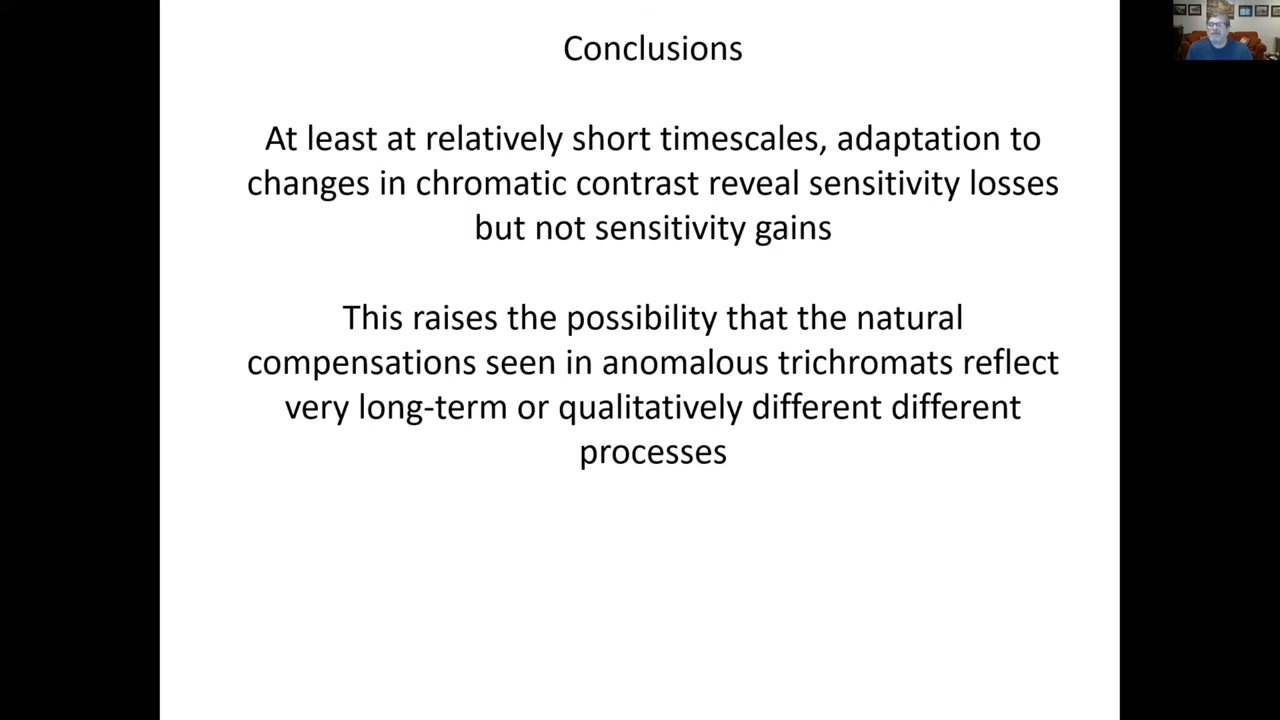 Conclusions
At least at relatively short timescales, adaptation to
changes in chromatic contrast reveal sensitivity losses
but not sensitivity gains
This raises the possibility that the natural
compensations seen in anomalous trichromats reflect
very long-term or qualitatively different different
processes